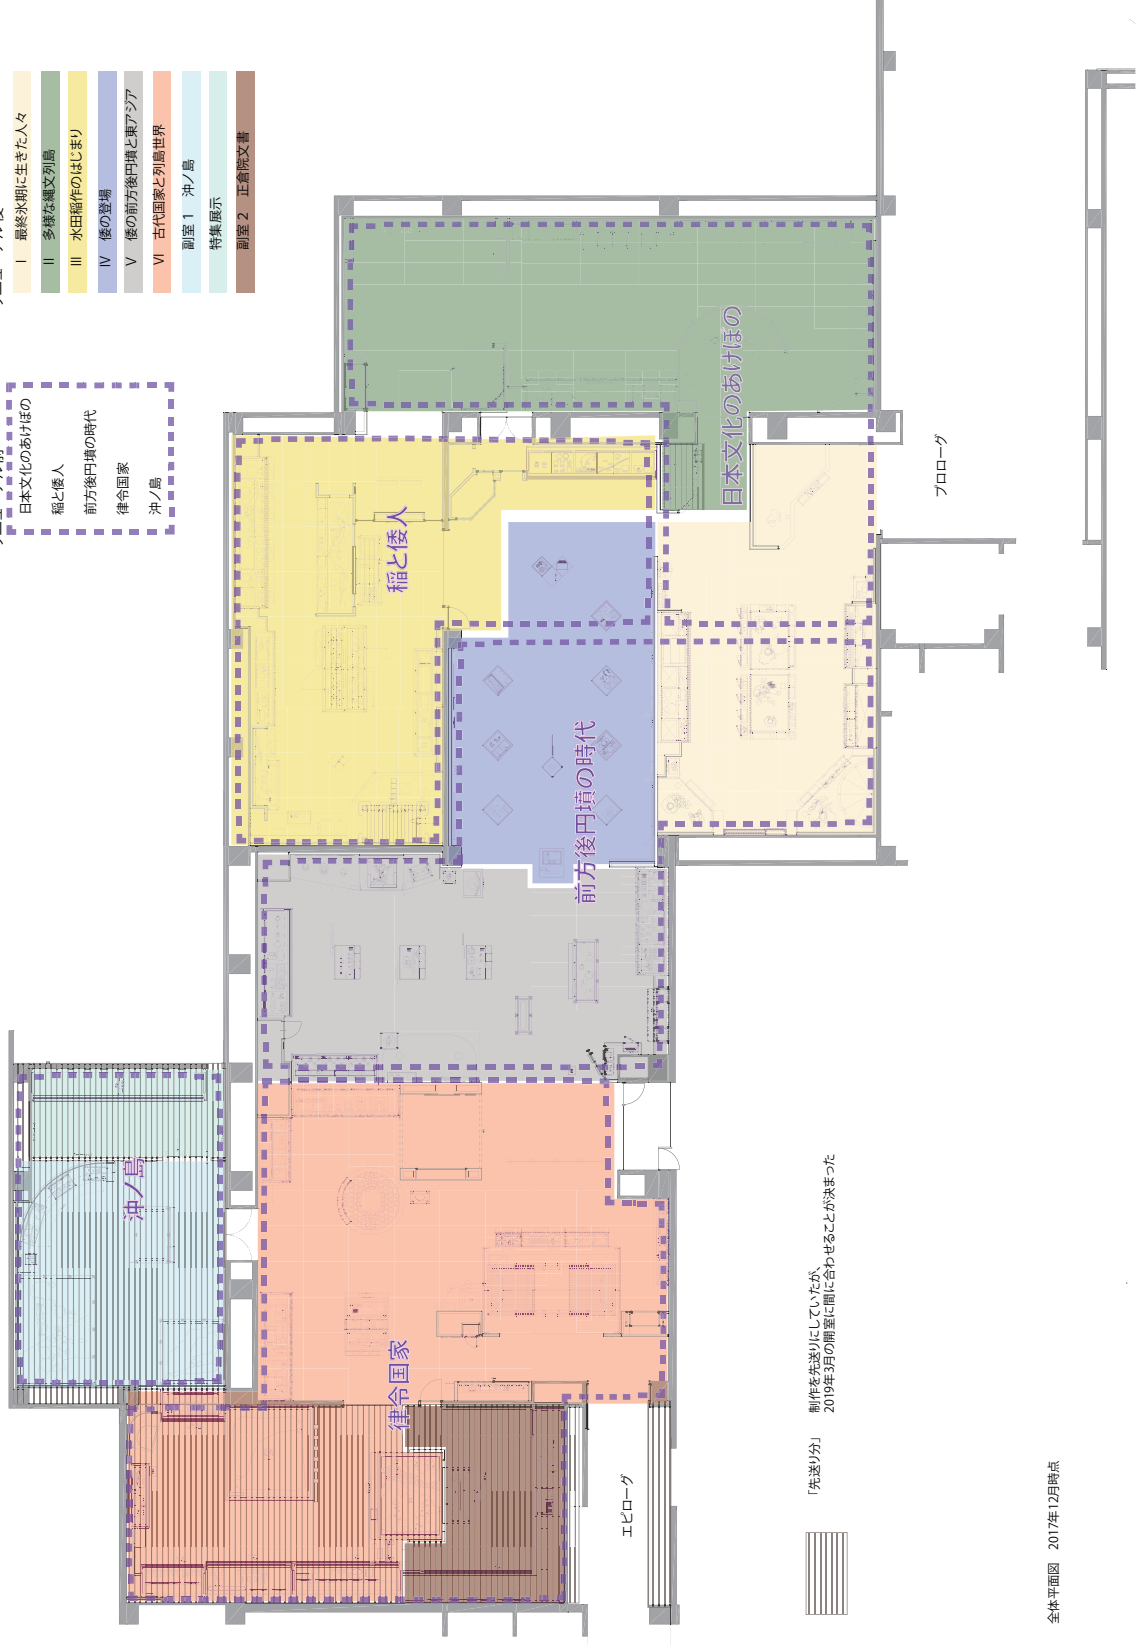 I　最終氷期に生きた人々
II　多様な縄文列島
III　水田稲作のはじまり
IV　倭の登場
V　倭の前方後円墳と東アジア
VI　古代国家と列島世界
副室1　沖ノ島
特集展示
副室2　正倉院文書
日本文化のあけぼの
稲と倭人
前方後円墳の時代
律令国家
沖ノ島
沖ノ島
律令国家
稲と倭人
前方後円墳の時代
日本文化のあけぼの
プロローグ
エピローグ
「先送り分」　制作を先送りにしていたが、
2019年3月の開室に間に合わせることが決まった
全体平面図　2017年12月時点